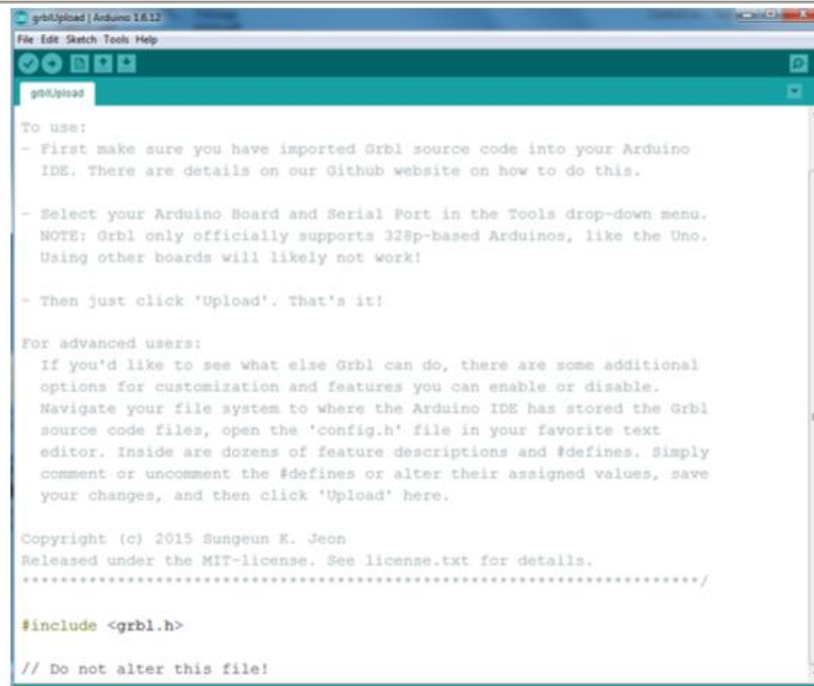 grblUpload | Arduino 1.6.12
File Edit Sketch Tools Help
grblUpload
To use:
- First make sure you have imported Grbl source code into your Arduino
IDE. There are details on our Github website on how to do this.
- Select your Arduino Board and Serial Port in the Tools drop-down menu.
NOTE: Grbl only officially supports 328p-based Arduinos, like the Uno.
Using other boards will likely not work!
- Then just click 'Upload'. That's it!
For advanced users:
If you'd like to see what else Grbl can do, there are some additional
options for customization and features you can enable or disable.
Navigate your file system to where the Arduino IDE has stored the Grbl
source code files, open the 'config.h' file in your favorite text
editor. Inside are dozens of feature descriptions and #defines. Simply
comment or uncomment the #defines or alter their assigned values, save
your changes, and then click 'Upload' here.
Copyright (c) 2015 Sungeun K. Jeon
Released under the MIT-license. See license.txt for details.
***********************************************************************/
#include <grbl.h>
// Do not alter this file!